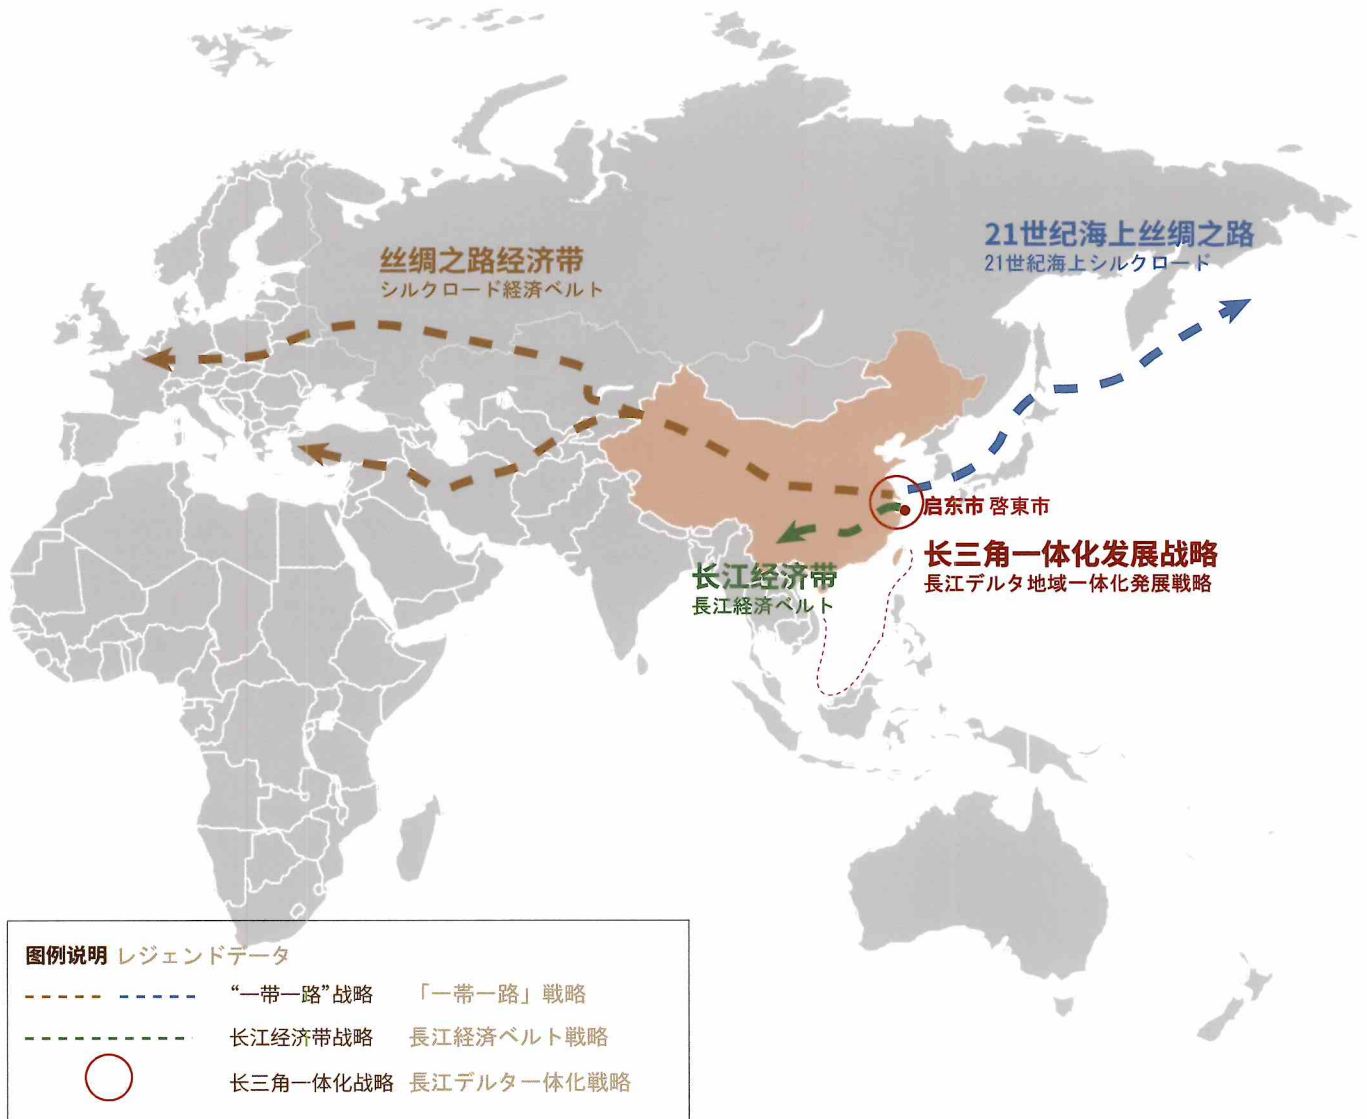 丝绸之路经济带
シルクロード経済ベルト
21世纪海上丝绸之路
21世紀海上シルクロード
启东市 啓東市
长三角一体化发展战略
長江デルタ地域一体化発展戦略
长江经济带
長江経済ベルト
图例说明 レジェンドデータ
“一带一路”战略 「一帯一路」戦略
长江经济带战略 長江経済ベルト戦略
长三角一体化战略 長江デルター体化戦略